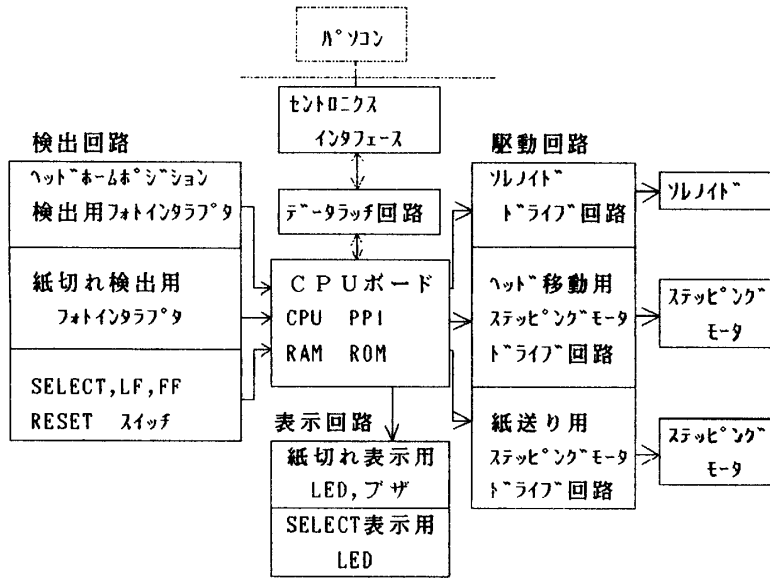 ﾊﾟｿｺﾝ
ｾﾝﾄﾛﾆｸｽ
ｲﾝﾀﾌｪｰｽ
ﾃﾞｰﾀﾗｯﾁ回路
検出回路
ﾍｯﾄﾞﾎｰﾑﾎﾟｼﾞｼｮﾝ
検出用ﾌｫﾄｲﾝﾀﾗﾌﾟﾀ
紙切れ検出用
ﾌｫﾄｲﾝﾀﾗﾌﾟﾀ
SELECT,LF,FF
RESET ｽｲｯﾁ
ＣＰＵボード
CPU PPI
RAM ROM
表示回路
紙切れ表示用
LED,ブザ
SELECT表示用
LED
駆動回路
ｿﾚﾉｲﾄﾞ
ﾄﾞﾗｲﾌﾞ回路
ﾍｯﾄﾞ移動用
ｽﾃｯﾋﾟﾝｸﾞﾓｰﾀ
ﾄﾞﾗｲﾌﾞ回路
紙送り用
ｽﾃｯﾋﾟﾝｸﾞﾓｰﾀ
ﾄﾞﾗｲﾌﾞ回路
ｿﾚﾉｲﾄﾞ
ｽﾃｯﾋﾟﾝｸﾞ
ﾓｰﾀ
ｽﾃｯﾋﾟﾝｸﾞ
ﾓｰﾀ